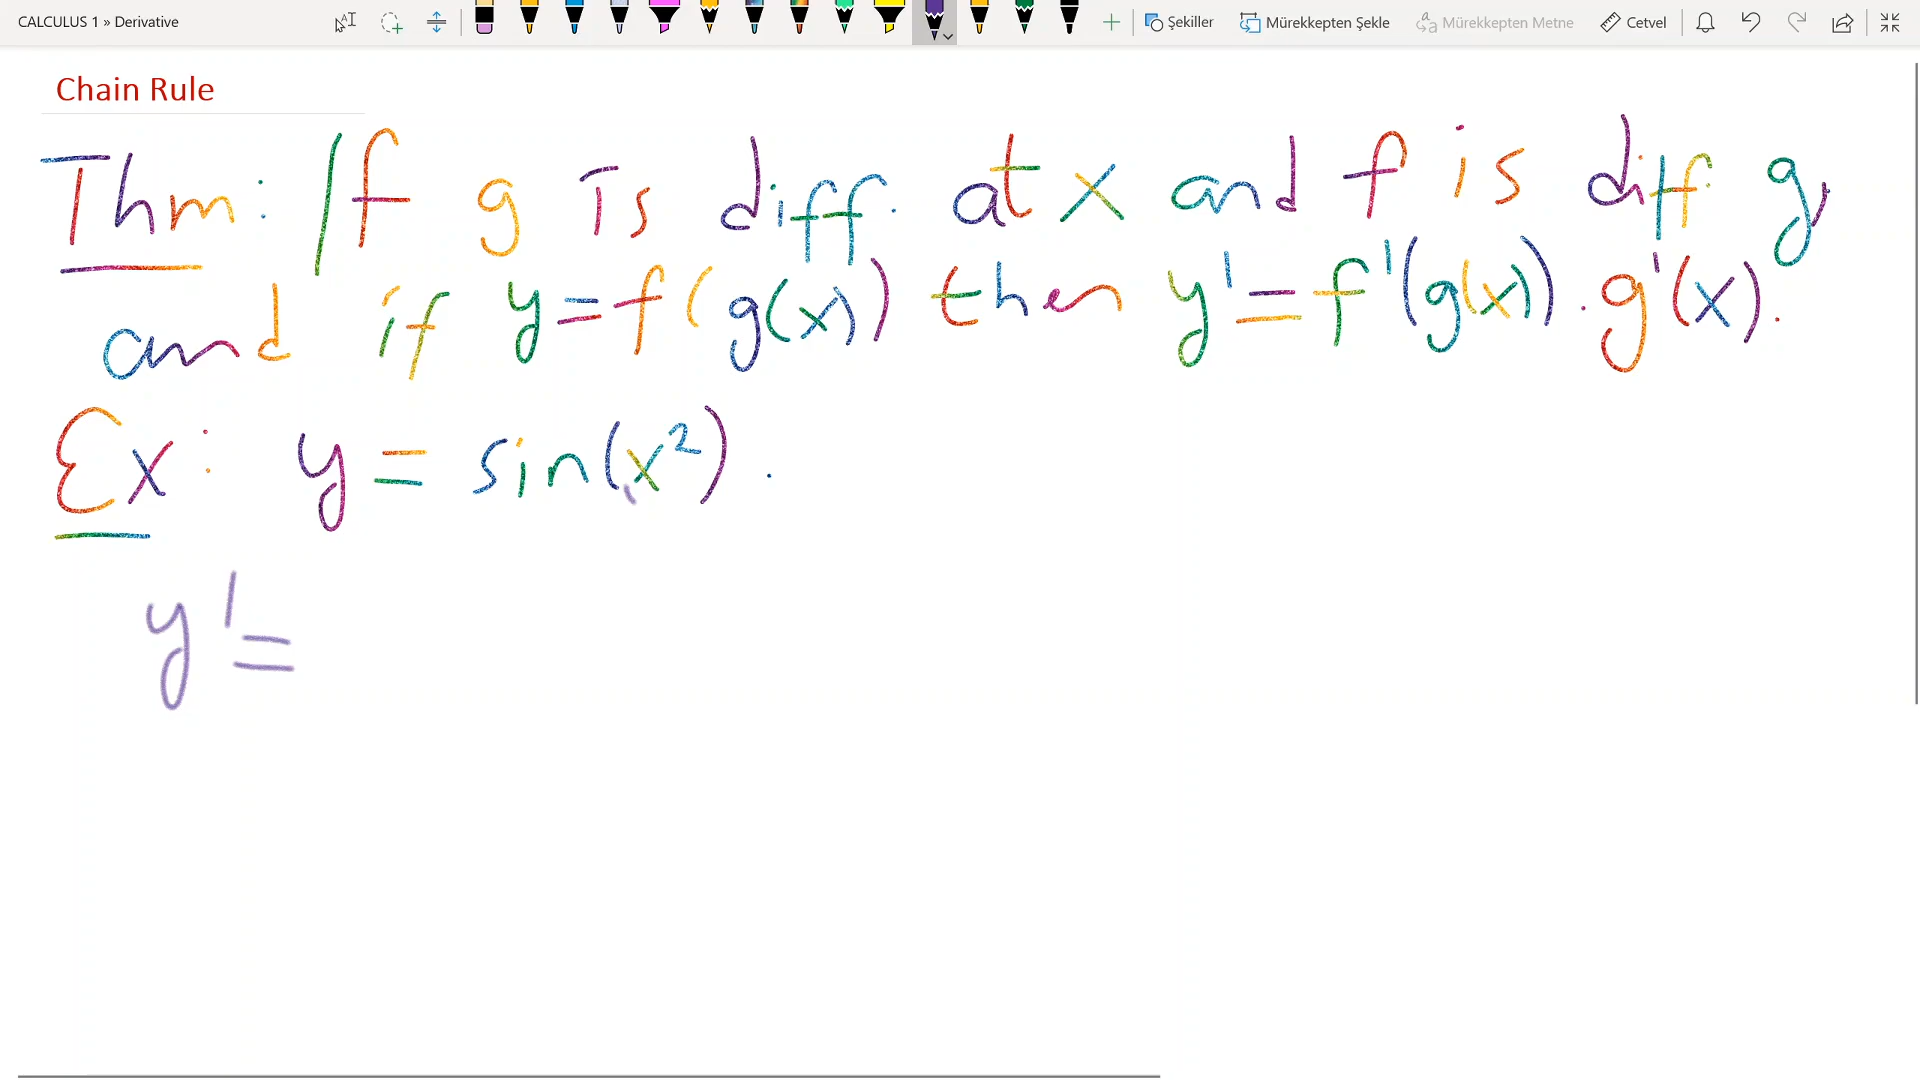 CALCULUS 1 » Derivative Şekiller Mürekkepten Şekle Mürekkepten Metne Cetvel
Chain Rule
Thm: If g is diff. at x and f is diff g
and if y=f(g(x)) then y'=f'(g(x)).g'(x).
Ex: y = sin(x²).
y'=